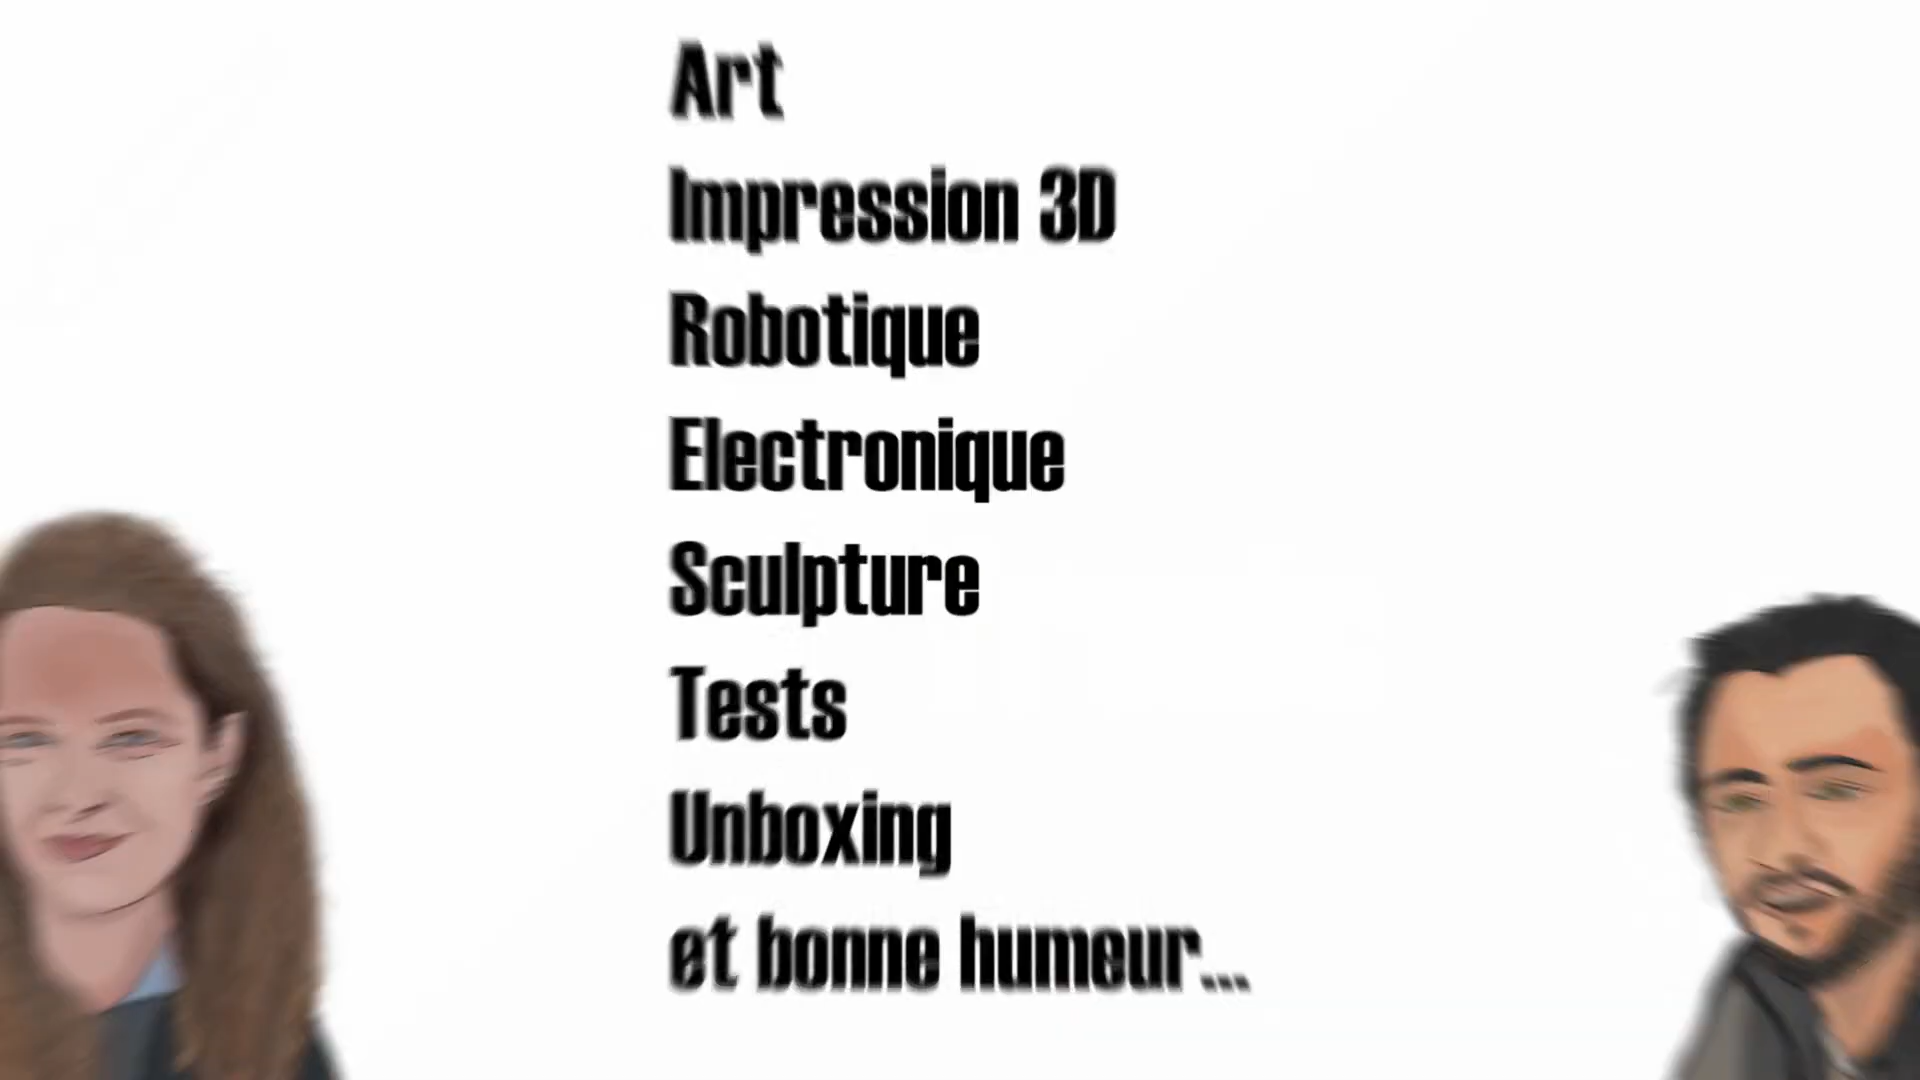 Art
Impression 3D
Robotique
Electronique
Sculpture
Tests
Unboxing
et bonne humeur...